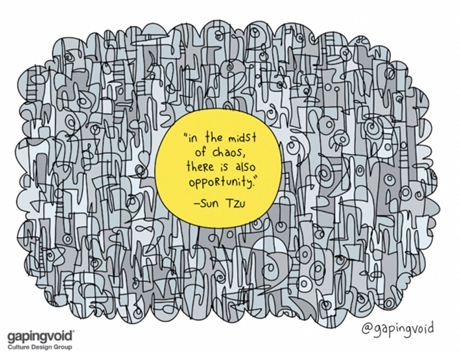 "in the midst
of chaos,
there is also
opportunity."
-Sun Tzu
@gapingvoid
gapingvoid®
Culture Design Group